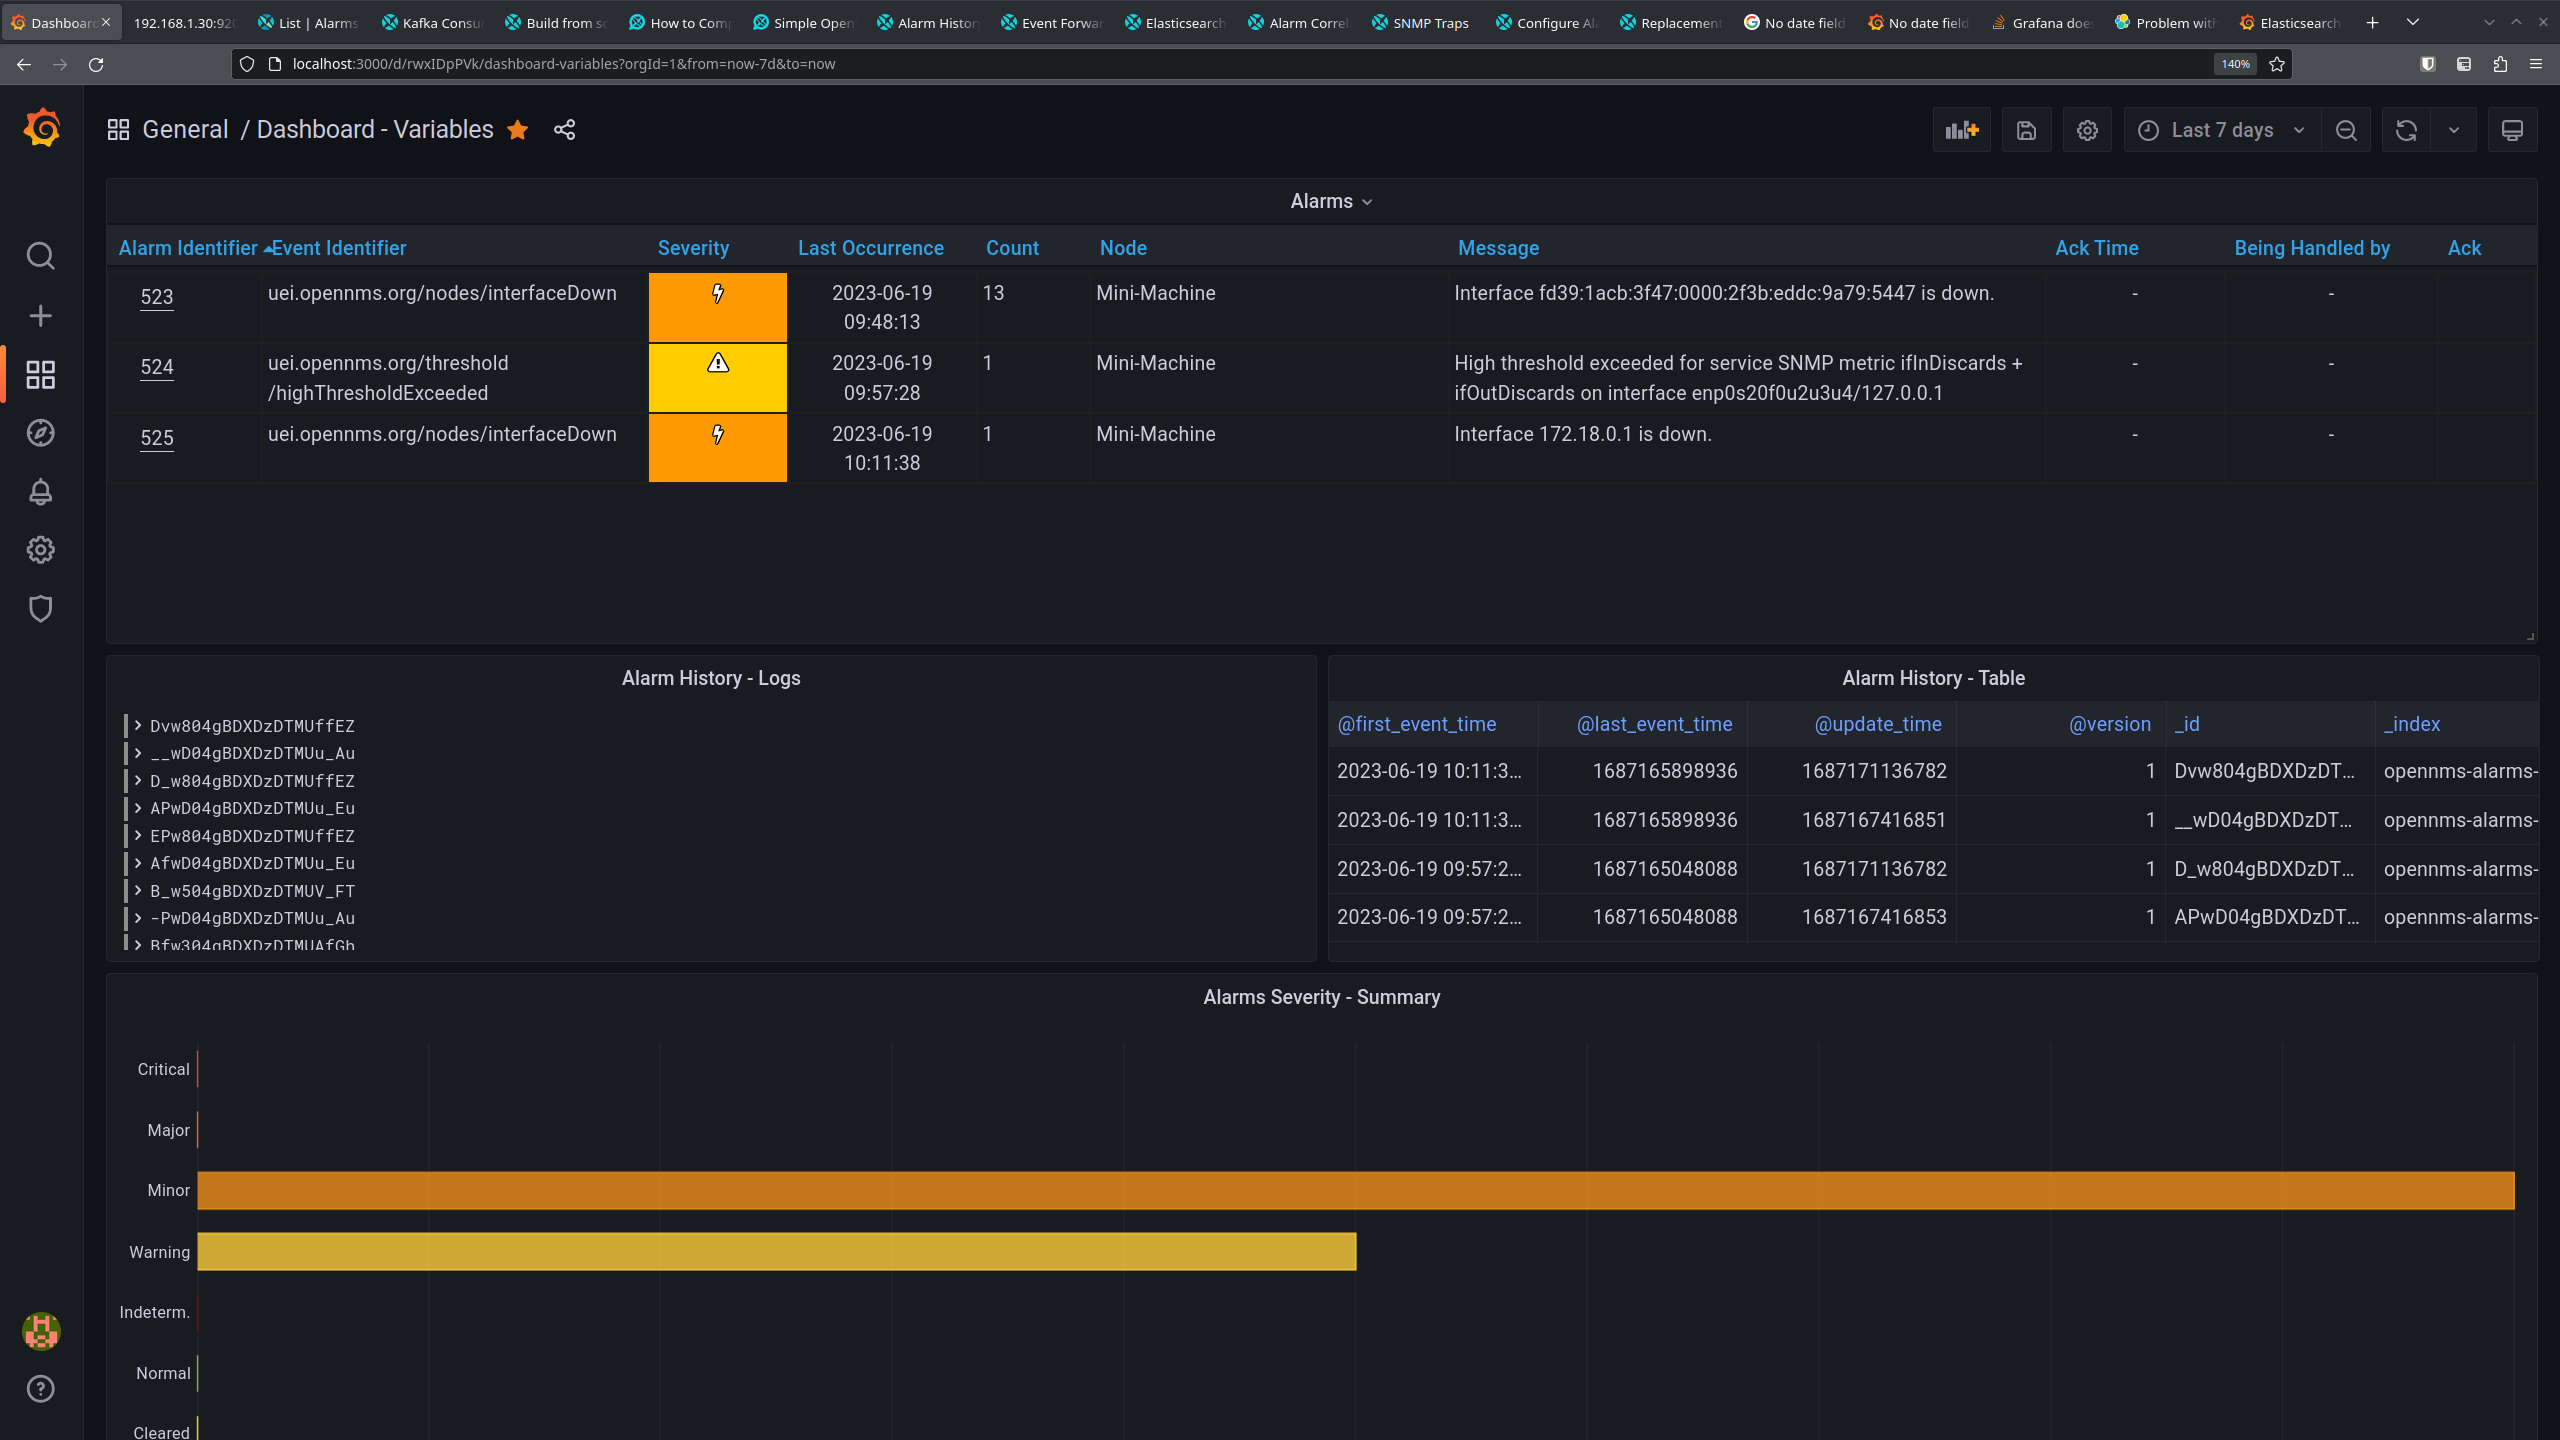 Dashboar
192.168.1.30:920
List | Alarms
Kafka Consu
Build from so
How to Com
Simple Open
Alarm Histor
Event Forwar
Elasticsearch
Alarm Correl
SNMP Traps
Configure Al
Replacement
No date field
No date field
Grafana doe
Problem with
Elasticsearch
localhost:3000/d/rwxIDpPVk/dashboard-variables?orgId=1&from=now-7d&to=now
140%
General / Dashboard - Variables
Last 7 days
Alarms
Alarm Identifier Event Identifier Severity Last Occurrence Count Node Message Ack Time Being Handled by Ack
523 uei.opennms.org/nodes/interfaceDown 2023-06-19 13 Mini-Machine Interface fd39:1acb:3f47:0000:2f3b:eddc:9a79:5447 is down. - -
09:48:13
524 uei.opennms.org/threshold 2023-06-19 1 Mini-Machine High threshold exceeded for service SNMP metric ifInDiscards + - -
/highThresholdExceeded 09:57:28 ifOutDiscards on interface enp0s20f0u2u3u4/127.0.0.1
525 uei.opennms.org/nodes/interfaceDown 2023-06-19 1 Mini-Machine Interface 172.18.0.1 is down. - -
10:11:38
Alarm History - Logs
Dvw804gBDXDzDTMUffEZ
__wD04gBDXDzDTMUu_Au
D_w804gBDXDzDTMUffEZ
APwD04gBDXDzDTMUu_Eu
EPw804gBDXDzDTMUffEZ
AfwD04gBDXDzDTMUu_Eu
B_w504gBDXDzDTMUV_FT
-PwD04gBDXDzDTMUu_Au
Bfw304gBDXDzDTMUAfGh
Alarm History - Table
@first_event_time @last_event_time @update_time @version _id _index
2023-06-19 10:11:3... 1687165898936 1687171136782 1 Dvw804gBDXDzDT... opennms-alarms-
2023-06-19 10:11:3... 1687165898936 1687167416851 1 __wD04gBDXDzDT... opennms-alarms-
2023-06-19 09:57:2... 1687165048088 1687171136782 1 D_w804gBDXDzDT... opennms-alarms-
2023-06-19 09:57:2... 1687165048088 1687167416853 1 APwD04gBDXDzDT... opennms-alarms-
Alarms Severity - Summary
Critical
Major
Minor
Warning
Indeterm.
Normal
Cleared